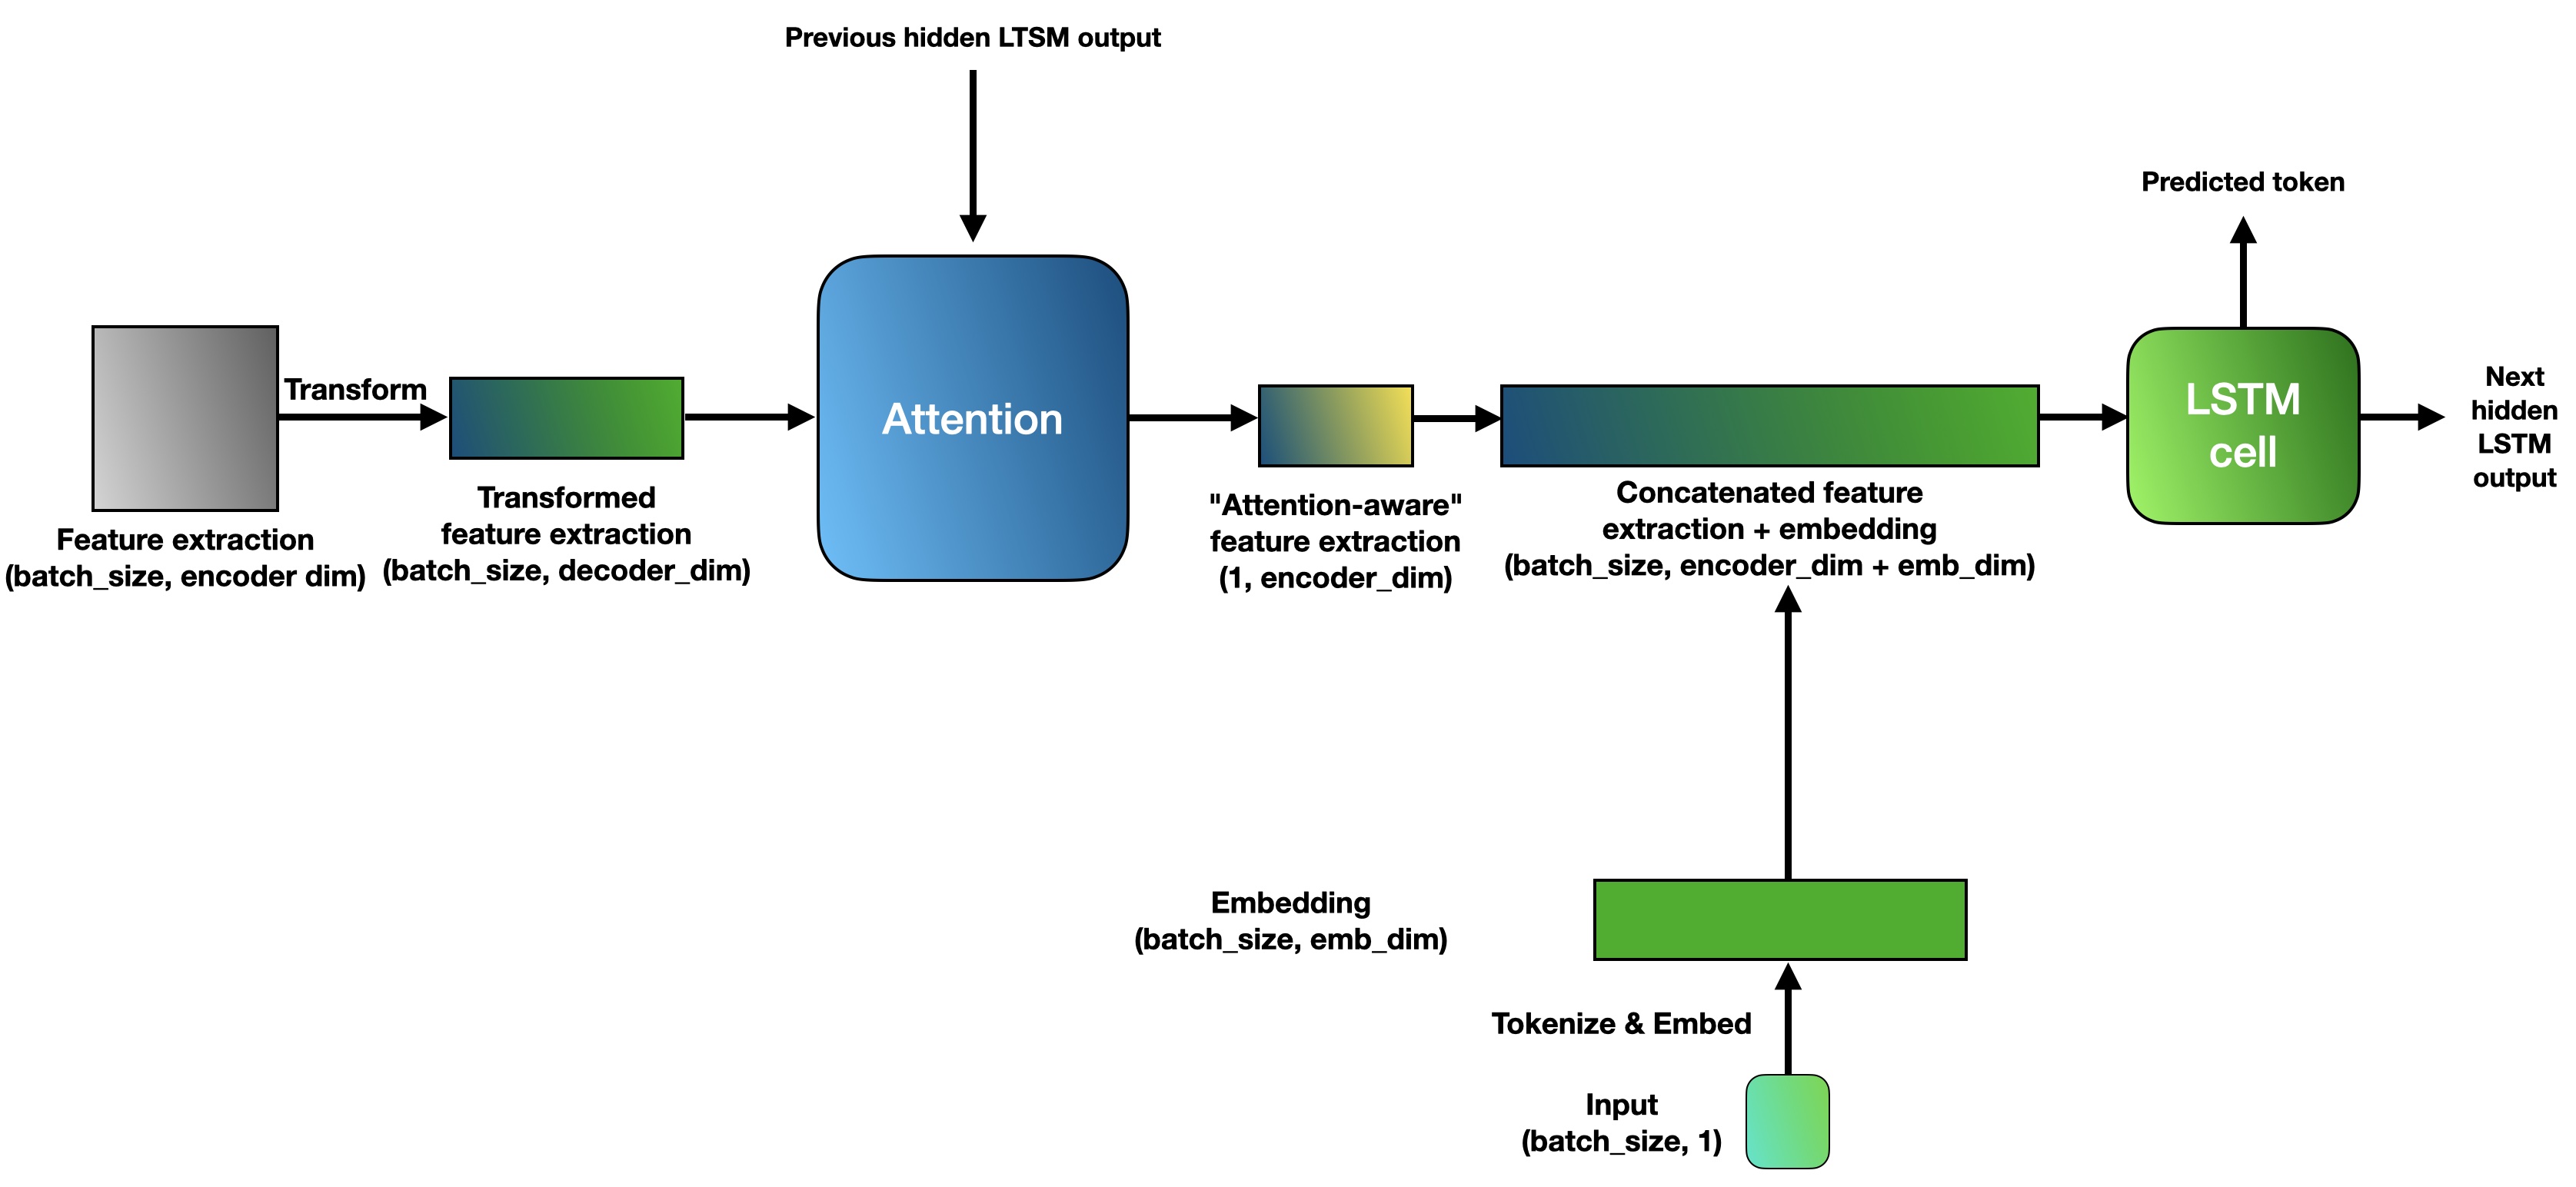 Previous hidden LTSM output
Predicted token
Transform
Attention
LSTM
cell
Next
hidden
LSTM
output
Feature extraction
(batch_size, encoder dim)
Transformed
feature extraction
(batch_size, decoder_dim)
"Attention-aware"
feature extraction
(1, encoder_dim)
Concatenated feature
extraction + embedding
(batch_size, encoder_dim + emb_dim)
Embedding
(batch_size, emb_dim)
Tokenize & Embed
Input
(batch_size, 1)